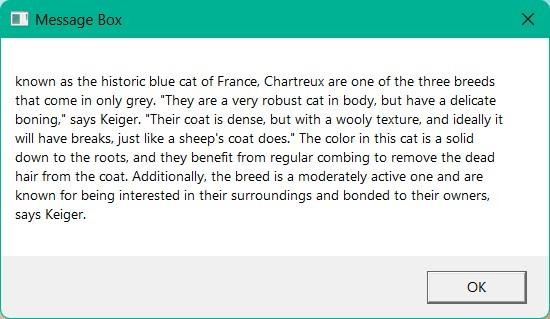 Message Box
known as the historic blue cat of France, Chartreux are one of the three breeds
that come in only grey. "They are a very robust cat in body, but have a delicate
boning," says Keiger. "Their coat is dense, but with a wooly texture, and ideally it
will have breaks, just like a sheep's coat does." The color in this cat is a solid
down to the roots, and they benefit from regular combing to remove the dead
hair from the coat. Additionally, the breed is a moderately active one and are
known for being interested in their surroundings and bonded to their owners,
says Keiger.
OK